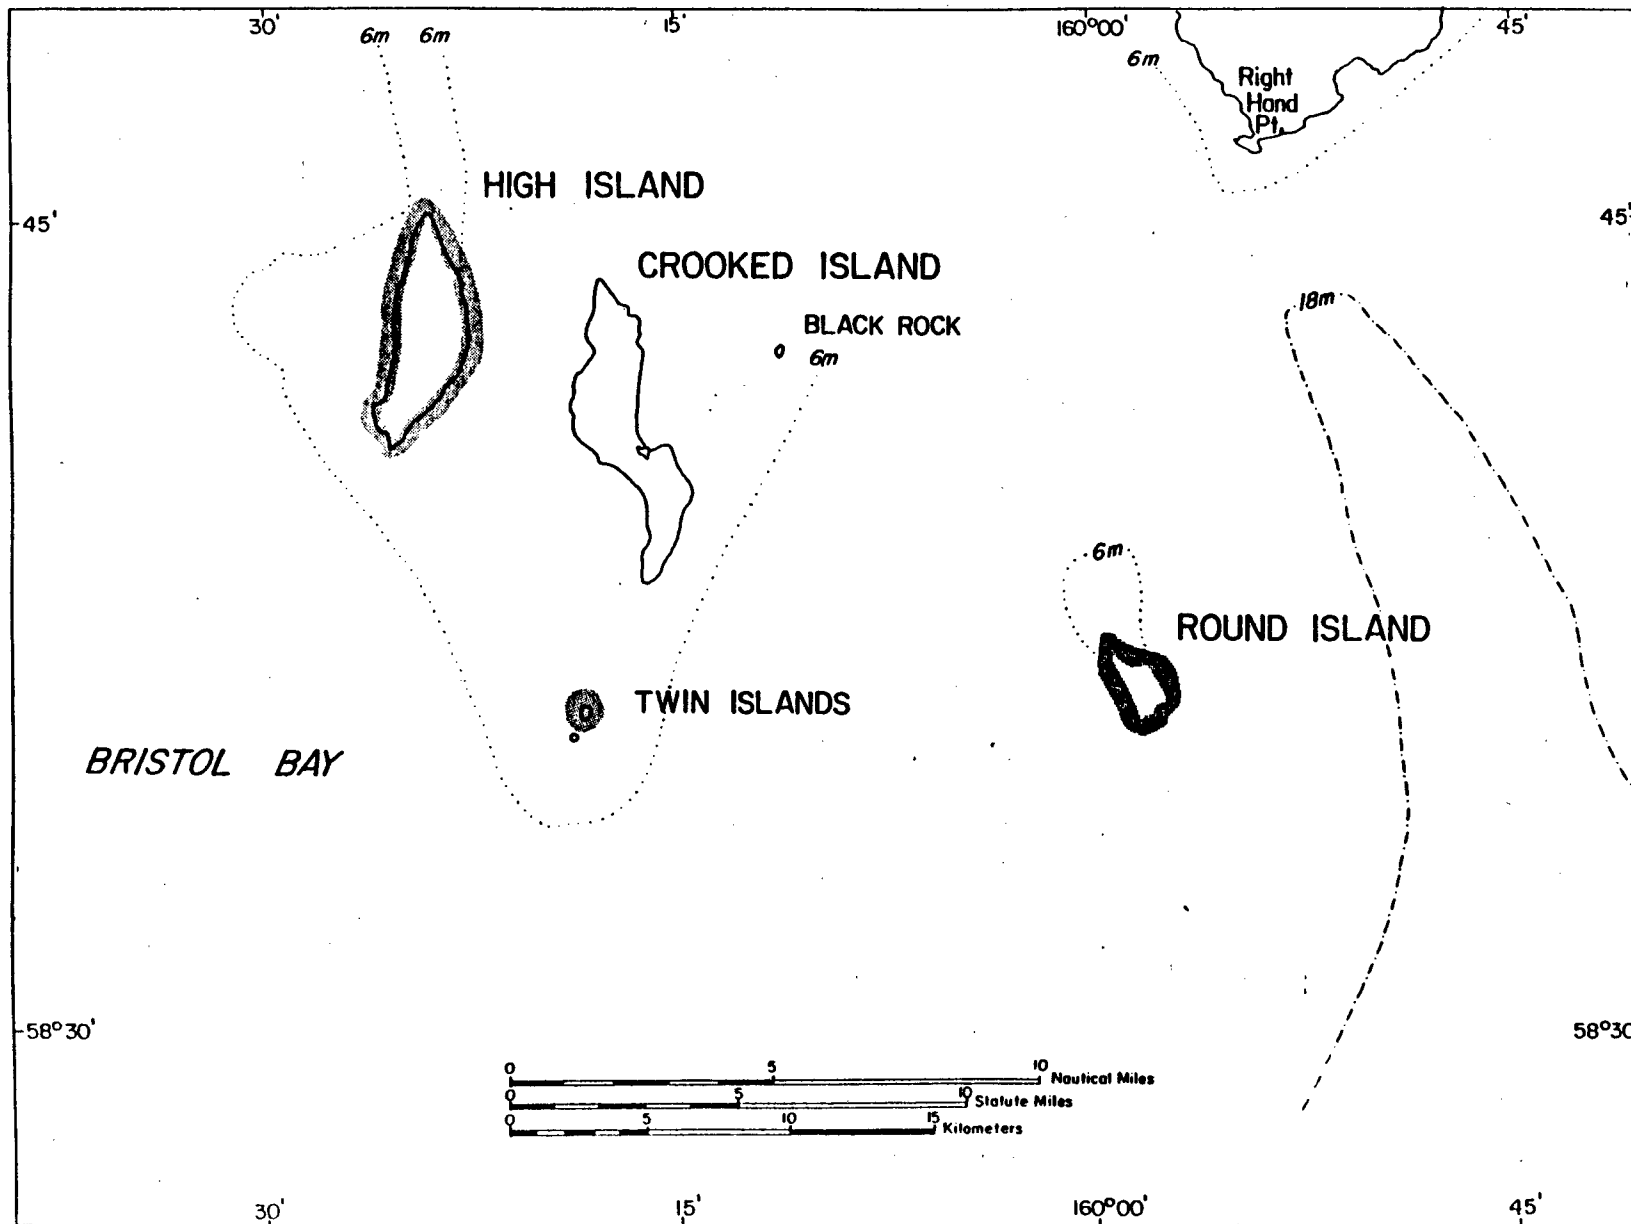 30' 15' 160°00' 45'
6m 6m
6m
Right
Hand
Pt.
HIGH ISLAND
45' 45'
CROOKED ISLAND
18m
BLACK ROCK
6m
6m
ROUND ISLAND
TWIN ISLANDS
BRISTOL BAY
58°30' 58°30
0 5 10
Nautical Miles
0 5 10
Statute Miles
0 5 10 15
Kilometers
30' 15' 160°00' 45'